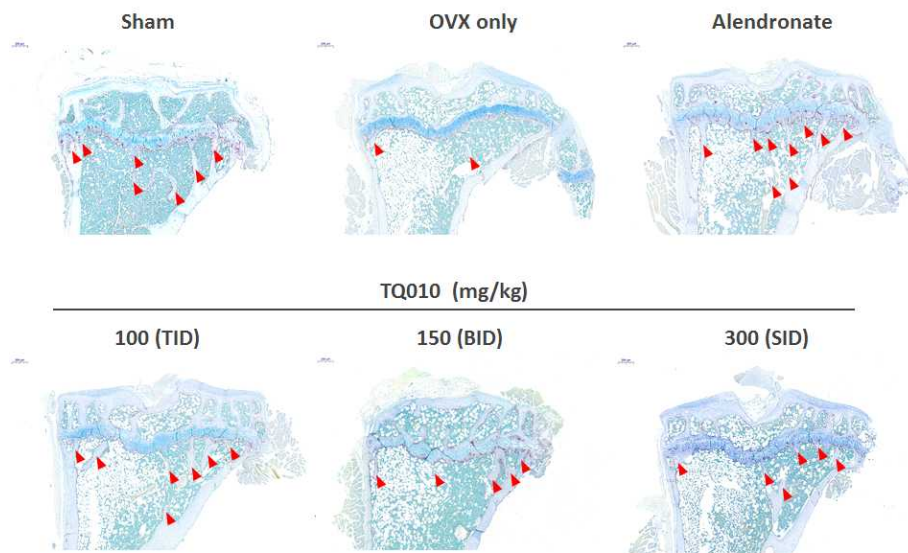 Sham
OVX only
Alendronate
TQ010 (mg/kg)
100 (TID)
150 (BID)
300 (SID)